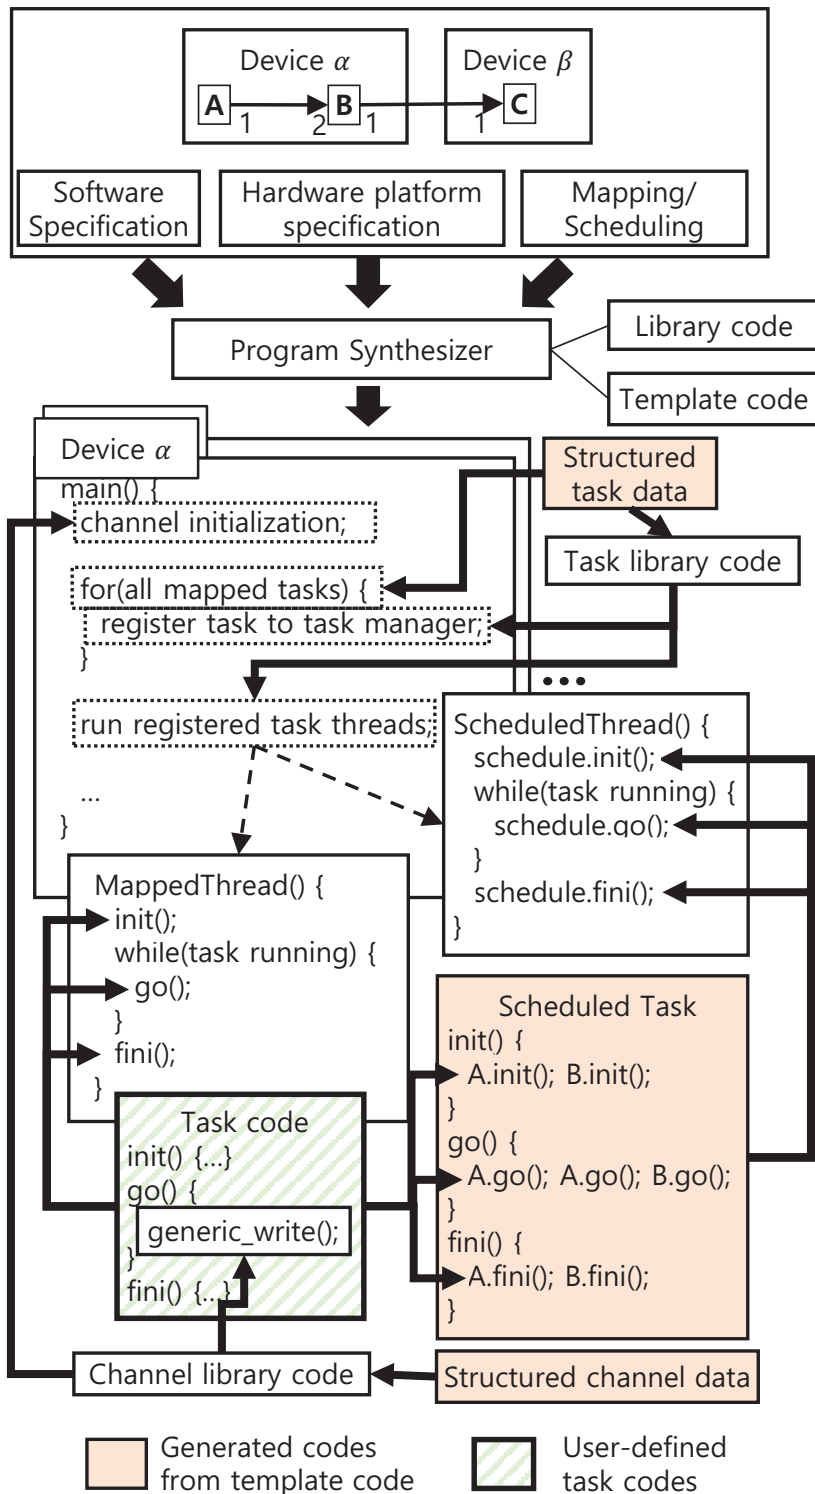 Device α
Device β
A
1
2
B
1
1
C
Software
Specification
Hardware platform
specification
Mapping/
Scheduling
Program Synthesizer
Library code
Template code
Device α
Structured
task data
main() {
channel initialization;
Task library code
for(all mapped tasks) {
register task to task manager;
}
...
run registered task threads;
ScheduledThread() {
schedule.init();
while(task running) {
schedule.go();
}
schedule.fini();
}
...
}
MappedThread() {
init();
while(task running) {
go();
}
fini();
}
Scheduled Task
init() {
A.init(); B.init();
}
go() {
A.go(); A.go(); B.go();
}
fini() {
A.fini(); B.fini();
}
Task code
init() {...}
go() {
generic_write();
}
fini() {...}
Channel library code
Structured channel data
Generated codes
from template code
User-defined
task codes